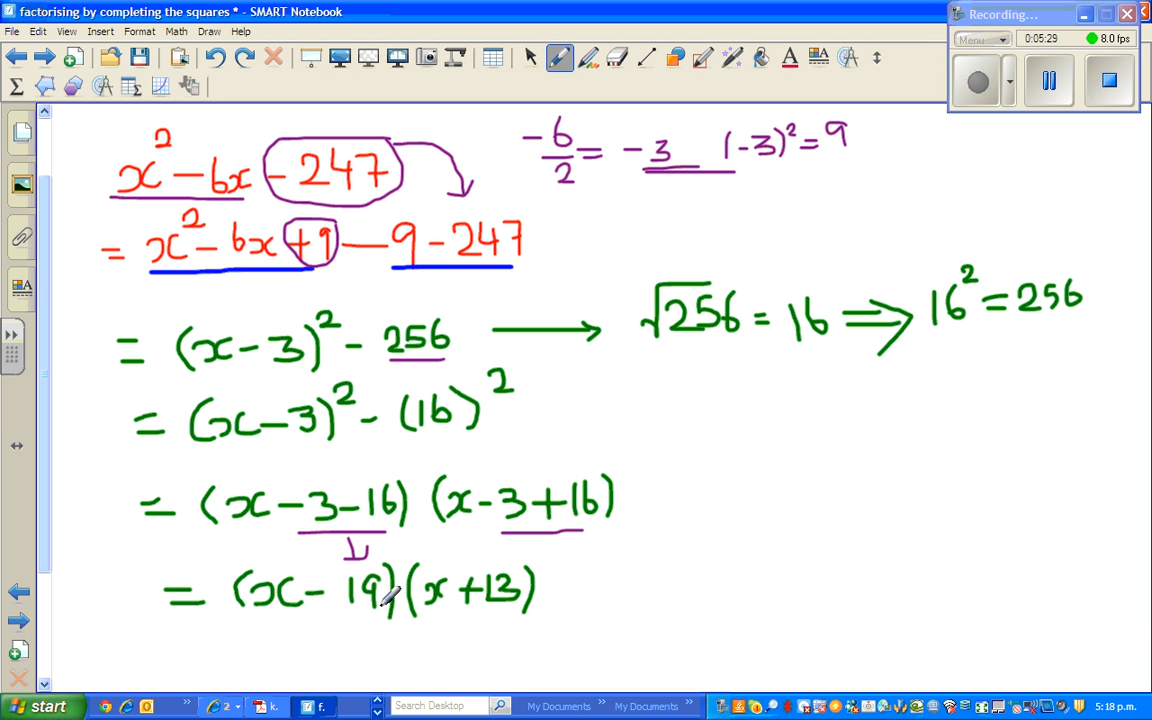 factorising by completing the squares * - SMART Notebook
Recording...
File Edit View Insert Format Math Draw Help
Menu 0:05:29 8.0 fps
x² - 6x - 247
-6/2 = -3 (-3)² = 9
= x² - 6x + 9 - 9 - 247
= (x - 3)² - 256 → √256 = 16 ⇒ 16² = 256
= (x - 3)² - (16)²
= (x - 3 - 16) (x - 3 + 16)
= (x - 19) (x + 13)
start 2 k. f. Search Desktop My Documents My Documents 5:18 p.m.